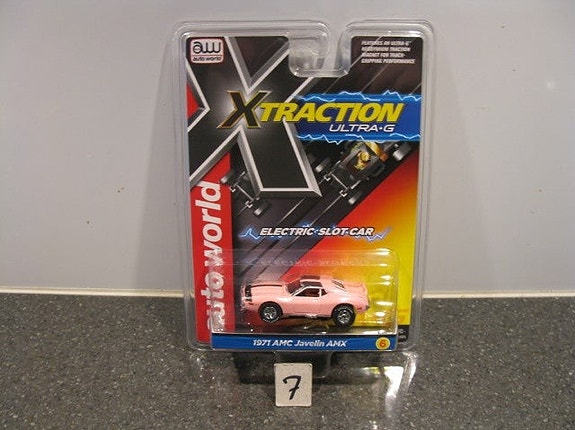 aw
auto world
FEATURES AN ULTRA-G
NEODYMIUM TRACTION
MAGNET FOR TRACK-
GRIPPING PERFORMANCE
XTRACTION
ULTRA•G
auto world
ELECTRIC SLOT CAR
1971 AMC Javelin AMX
6
7